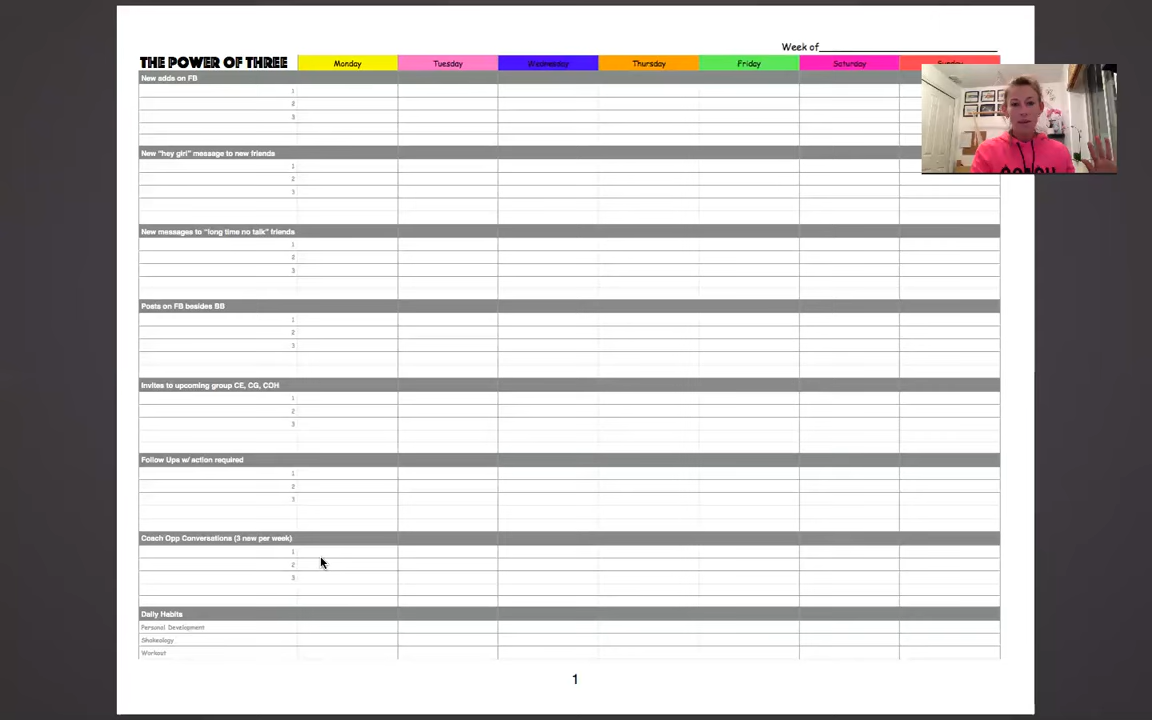 Week of
THE POWER OF THREE Monday Tuesday Wednesday Thursday Friday Saturday Sunday
New adds on FB
1
2
3
New "hey girl" message to new friends
1
2
3
New messages to "long time no talk" friends
1
2
3
Posts on FB besides BB
1
2
3
Invites to upcoming group CE, CG, COH
1
2
3
Follow Ups w/ action required
1
2
3
Coach Opp Conversations (3 new per week)
1
2
3
Daily Habits
Personal Development
Shakeology
Workout
1
COACH